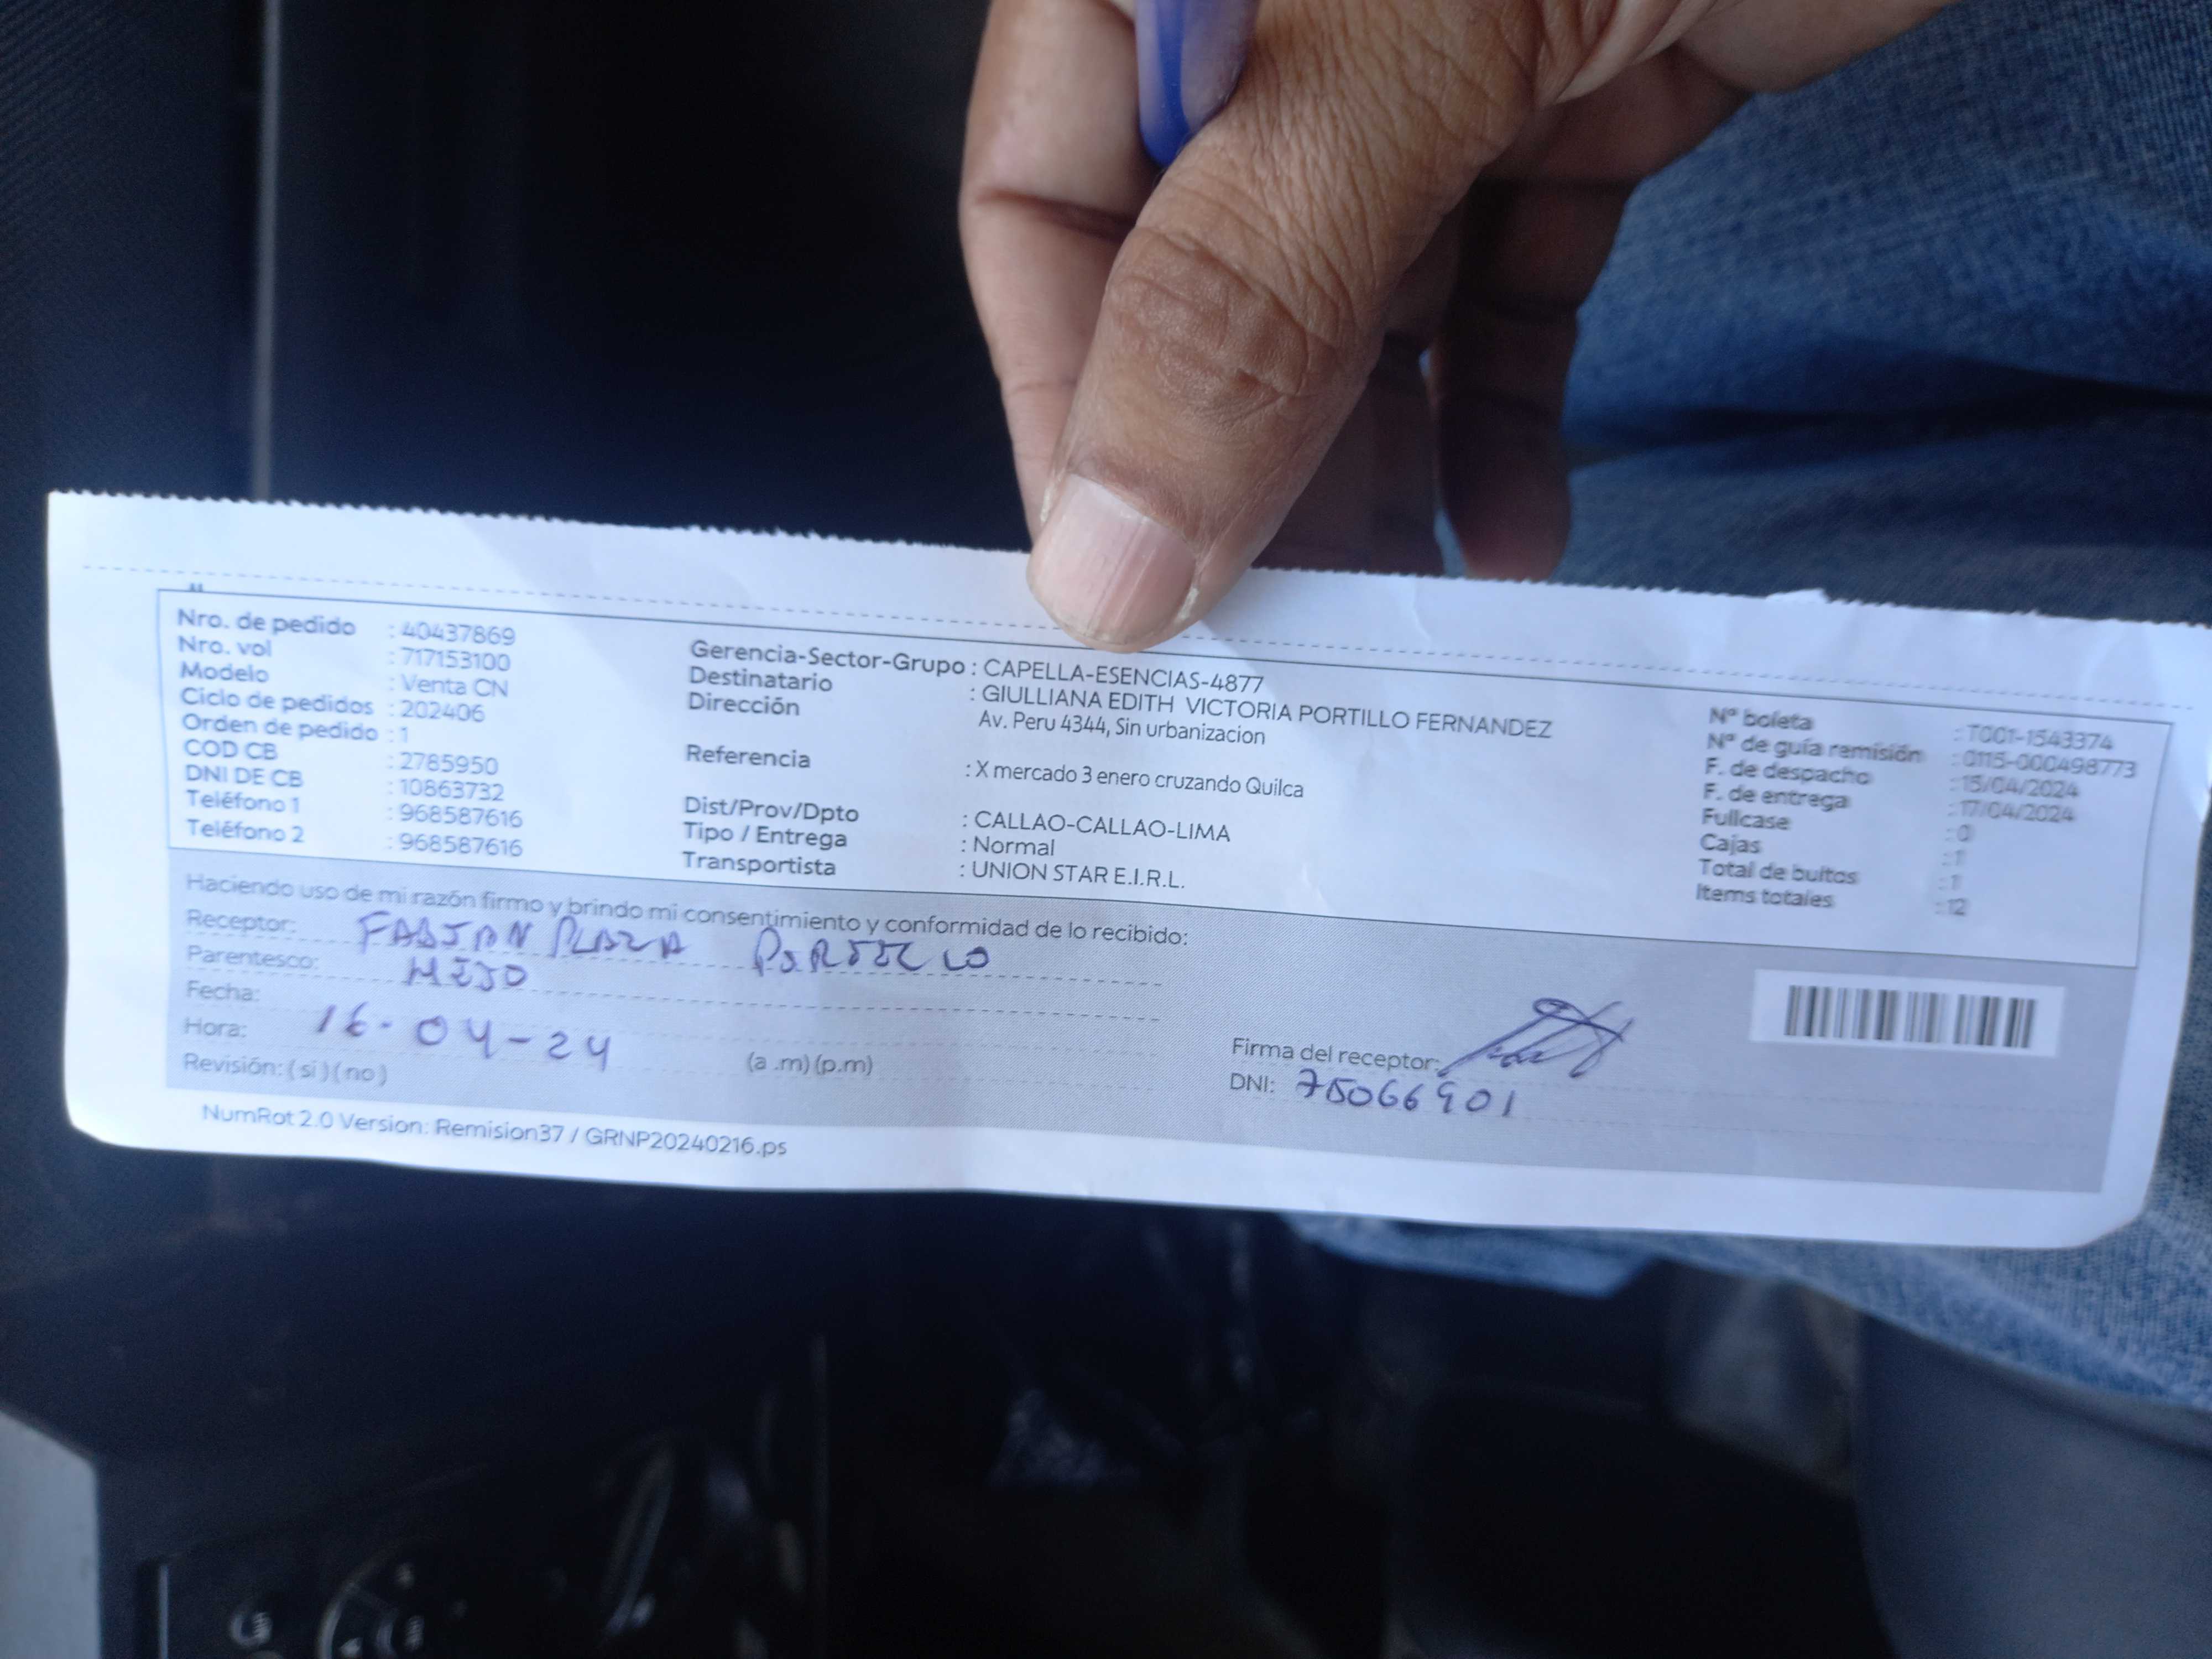 Nro. de pedido : 40437869
Nro. vol : 717153100
Modelo : Venta CN
Ciclo de pedidos : 202406
Orden de pedido : 1
COD CB : 2785950
DNI DE CB : 10863732
Teléfono 1 : 968587616
Teléfono 2 : 968587616
Gerencia-Sector-Grupo : CAPELLA-ESENCIAS-4877
Destinatario : GIULLIANA EDITH VICTORIA PORTILLO FERNANDEZ
Dirección Av. Peru 4344, Sin urbanizacion
Referencia : X mercado 3 enero cruzando Quilca
Dist/Prov/Dpto : CALLAO-CALLAO-LIMA
Tipo / Entrega : Normal
Transportista : UNION STAR E.I.R.L.
Nº boleta : T001-1543374
Nº de guía remisión : 0115-000498773
F. de despacho : 15/04/2024
F. de entrega : 17/04/2024
Fullcase : 0
Cajas : 1
Total de bultos : 1
Items totales : 12
Haciendo uso de mi razón firmo y brindo mi consentimiento y conformidad de lo recibido:
Receptor: FABIAN PLAZA PORTILLO
Parentesco: HIJO
Fecha: 16-04-24
Hora: (a .m) (p.m)
Revisión: ( si ) ( no )
Firma del receptor:
DNI: 75066901
NumRot 2.0 Version: Remision37 / GRNP20240216.ps